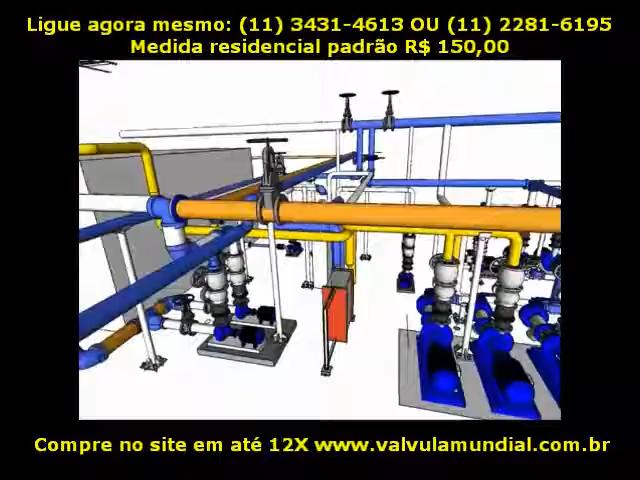 Ligue agora mesmo: (11) 3431-4613 OU (11) 2281-6195
Medida residencial padrão R$ 150,00
Compre no site em até 12X www.valvulamundial.com.br